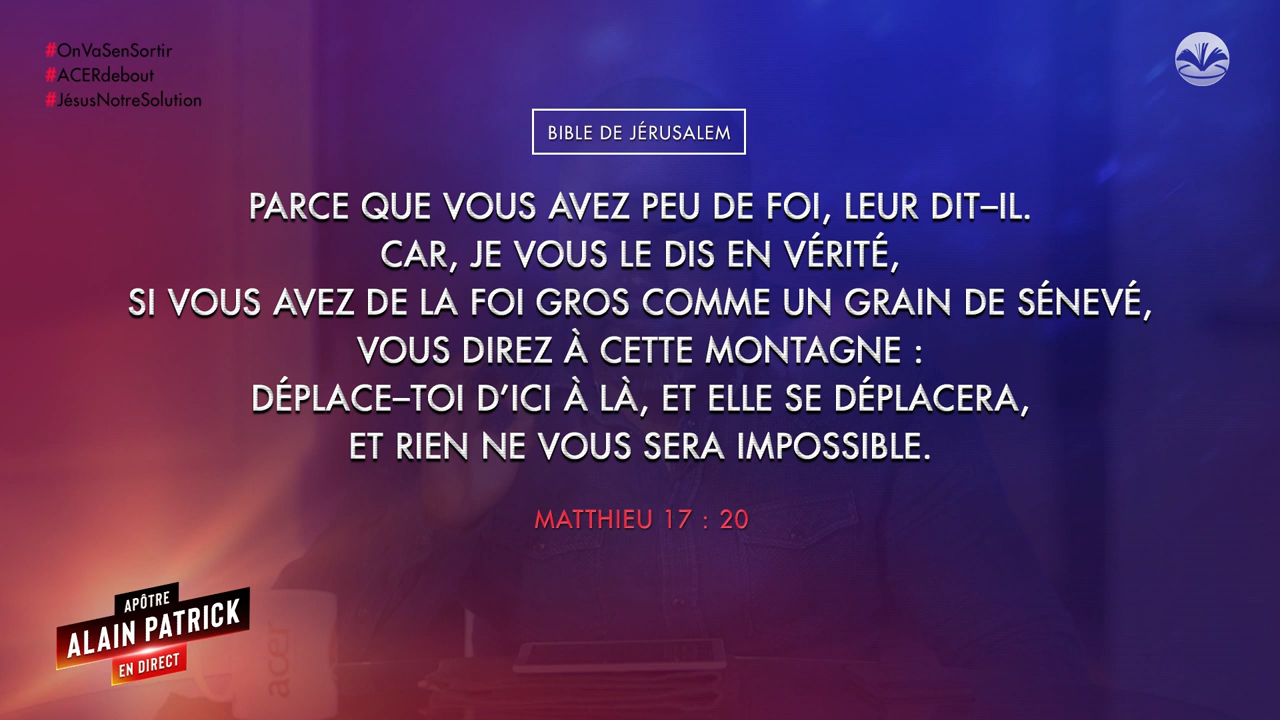 #OnVaSenSortir
#ACERdebout
#JésusNotreSolution
BIBLE DE JÉRUSALEM
PARCE QUE VOUS AVEZ PEU DE FOI, LEUR DIT–IL.
CAR, JE VOUS LE DIS EN VÉRITÉ,
SI VOUS AVEZ DE LA FOI GROS COMME UN GRAIN DE SÉNEVÉ,
VOUS DIREZ À CETTE MONTAGNE :
DÉPLACE–TOI D’ICI À LÀ, ET ELLE SE DÉPLACERA,
ET RIEN NE VOUS SERA IMPOSSIBLE.
MATTHIEU 17 : 20
APÔTRE
ALAIN PATRICK
EN DIRECT
acer